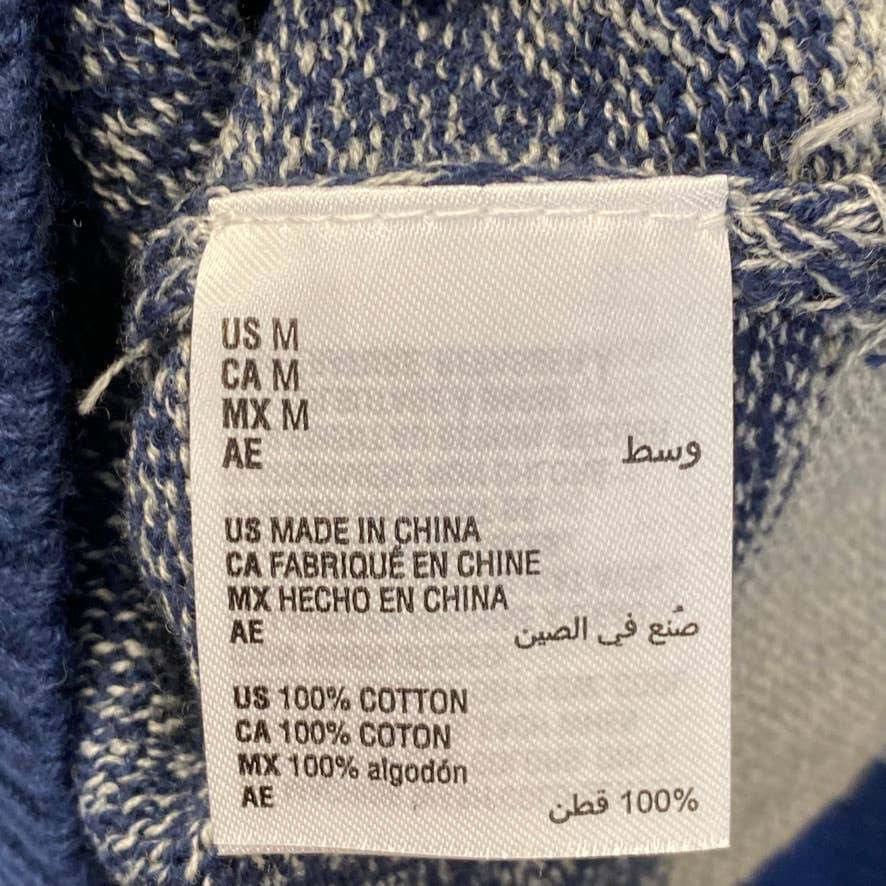 US M
CA M
MX M
AE وسط
US MADE IN CHINA
CA FABRIQUÉ EN CHINE
MX HECHO EN CHINA
AE صُنع في الصين
US 100% COTTON
CA 100% COTON
MX 100% algodón
AE 100% قطن